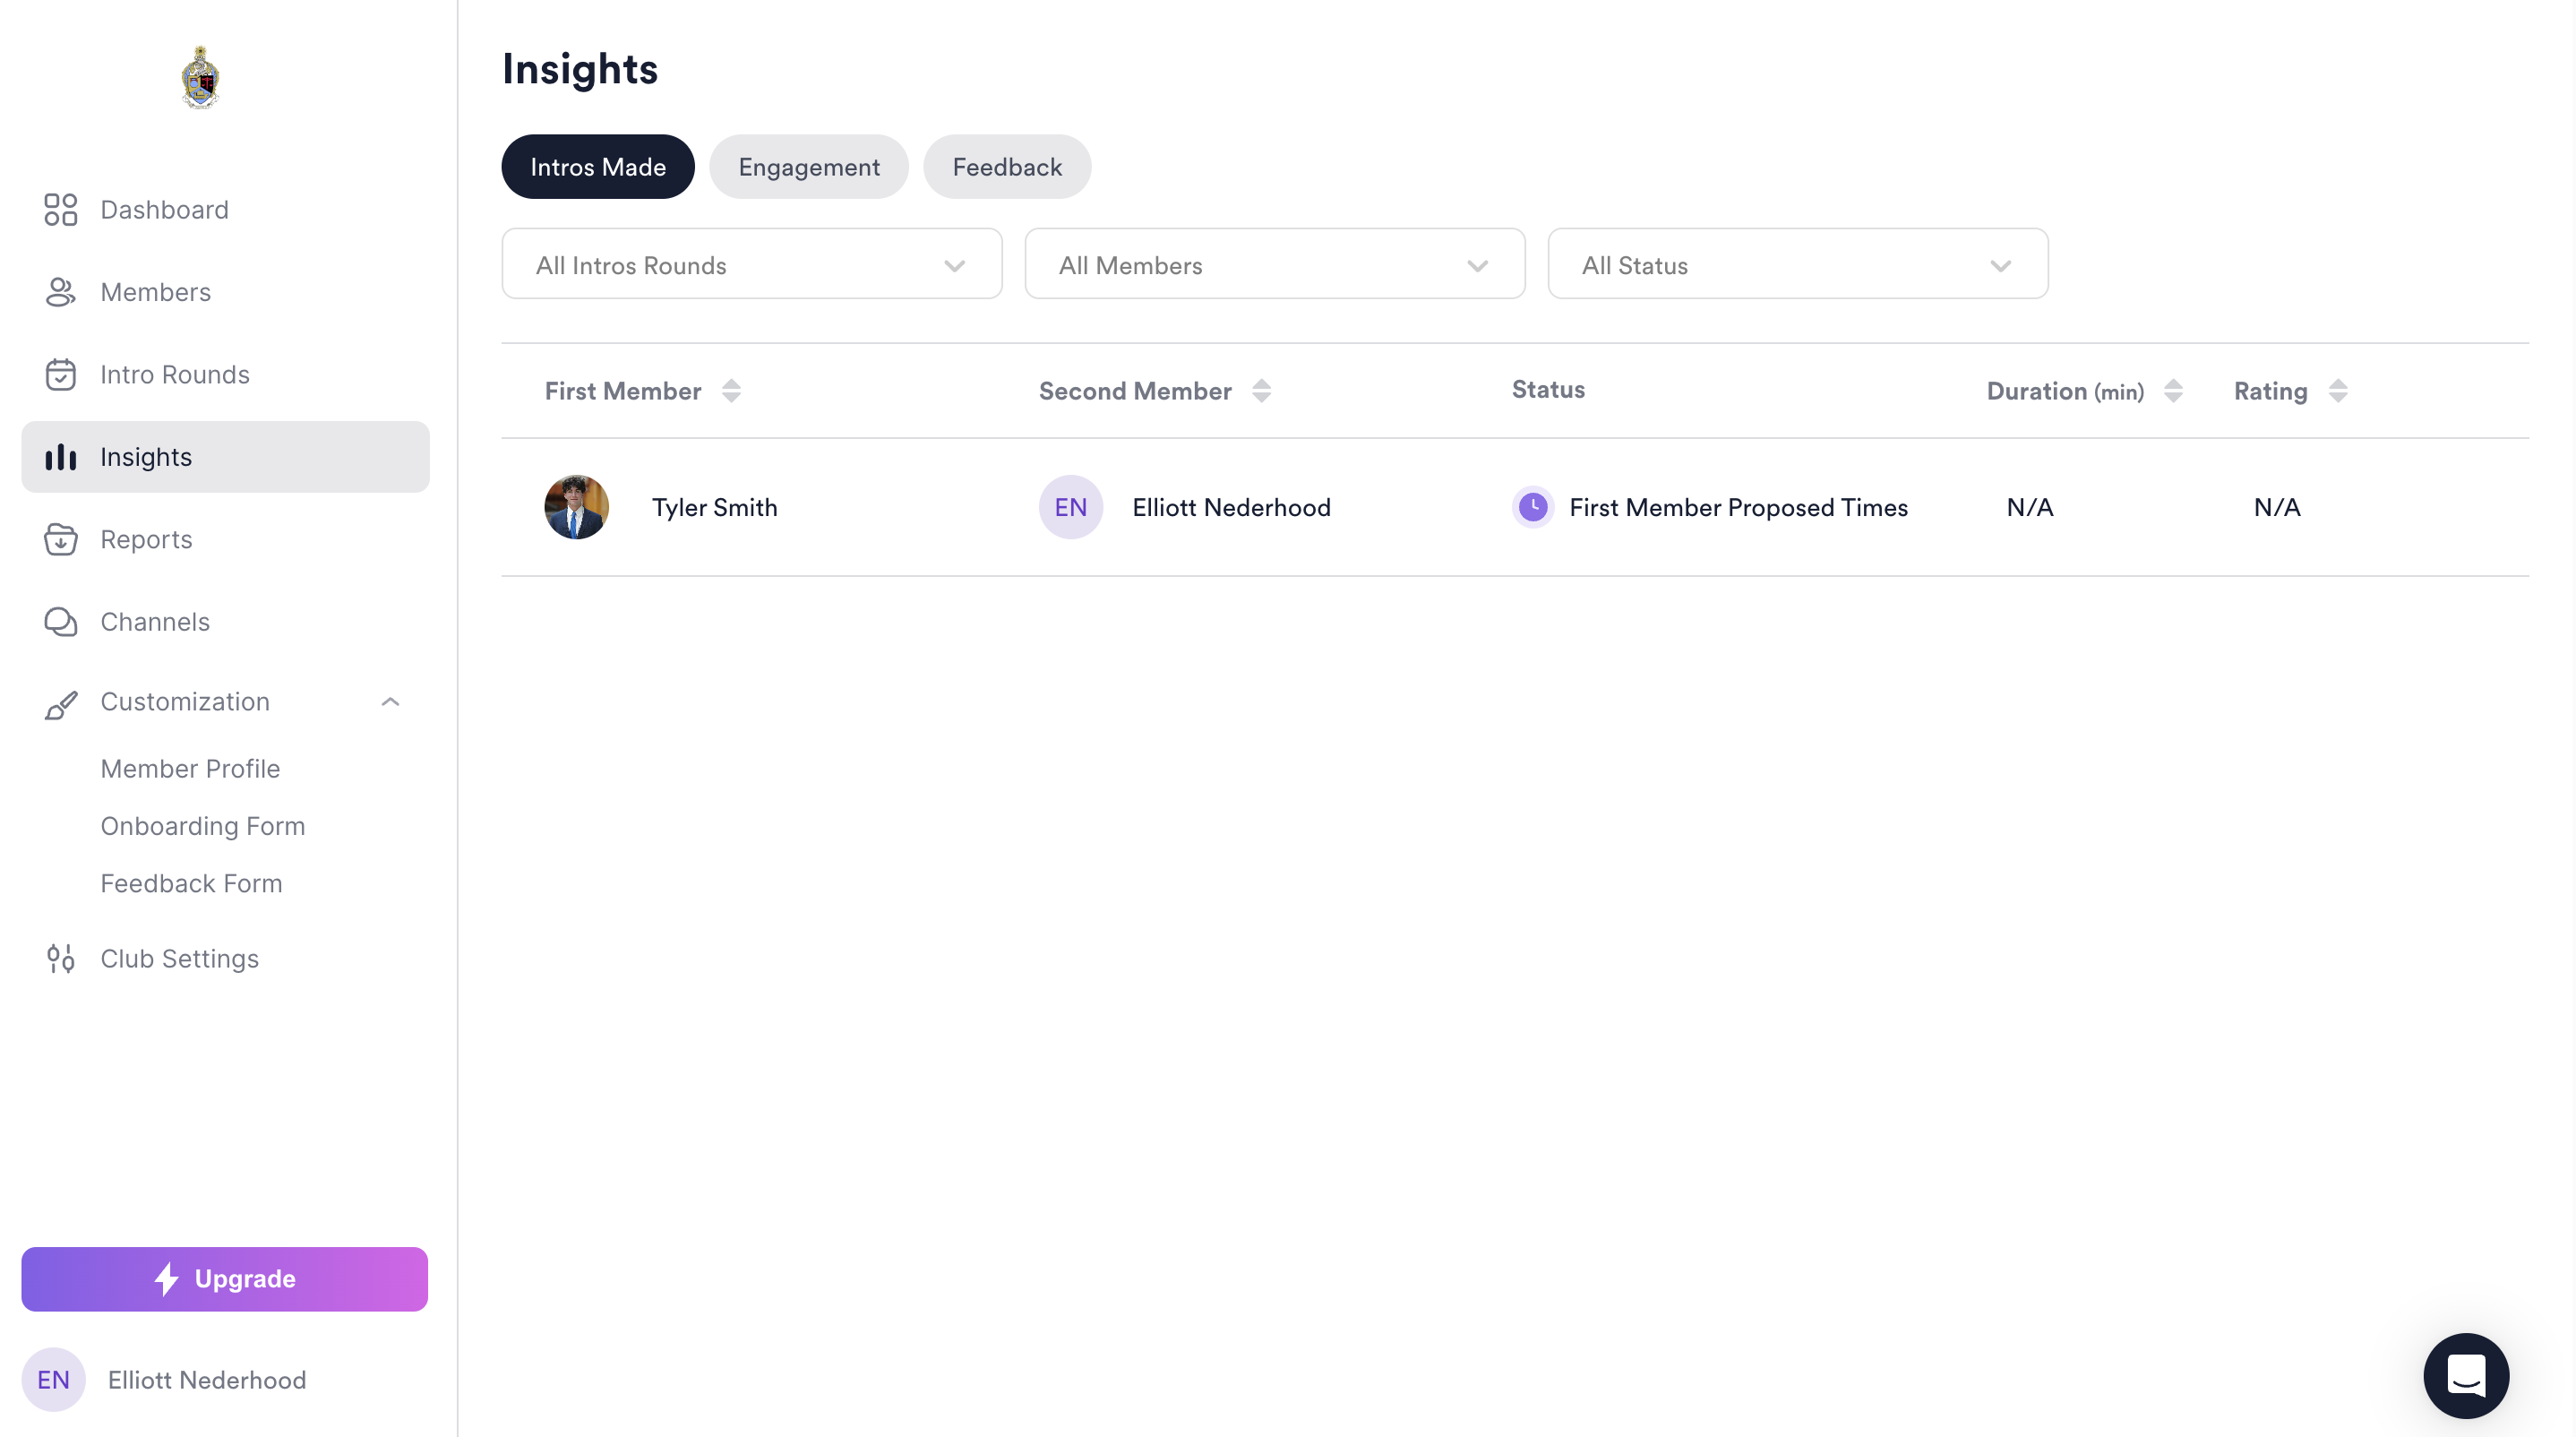 Insights
Intros Made
Engagement
Feedback
All Intros Rounds
All Members
All Status
First Member
Second Member
Status
Duration (min)
Rating
Tyler Smith
EN
Elliott Nederhood
First Member Proposed Times
N/A
N/A
Dashboard
Members
Intro Rounds
Insights
Reports
Channels
Customization
Member Profile
Onboarding Form
Feedback Form
Club Settings
Upgrade
EN
Elliott Nederhood